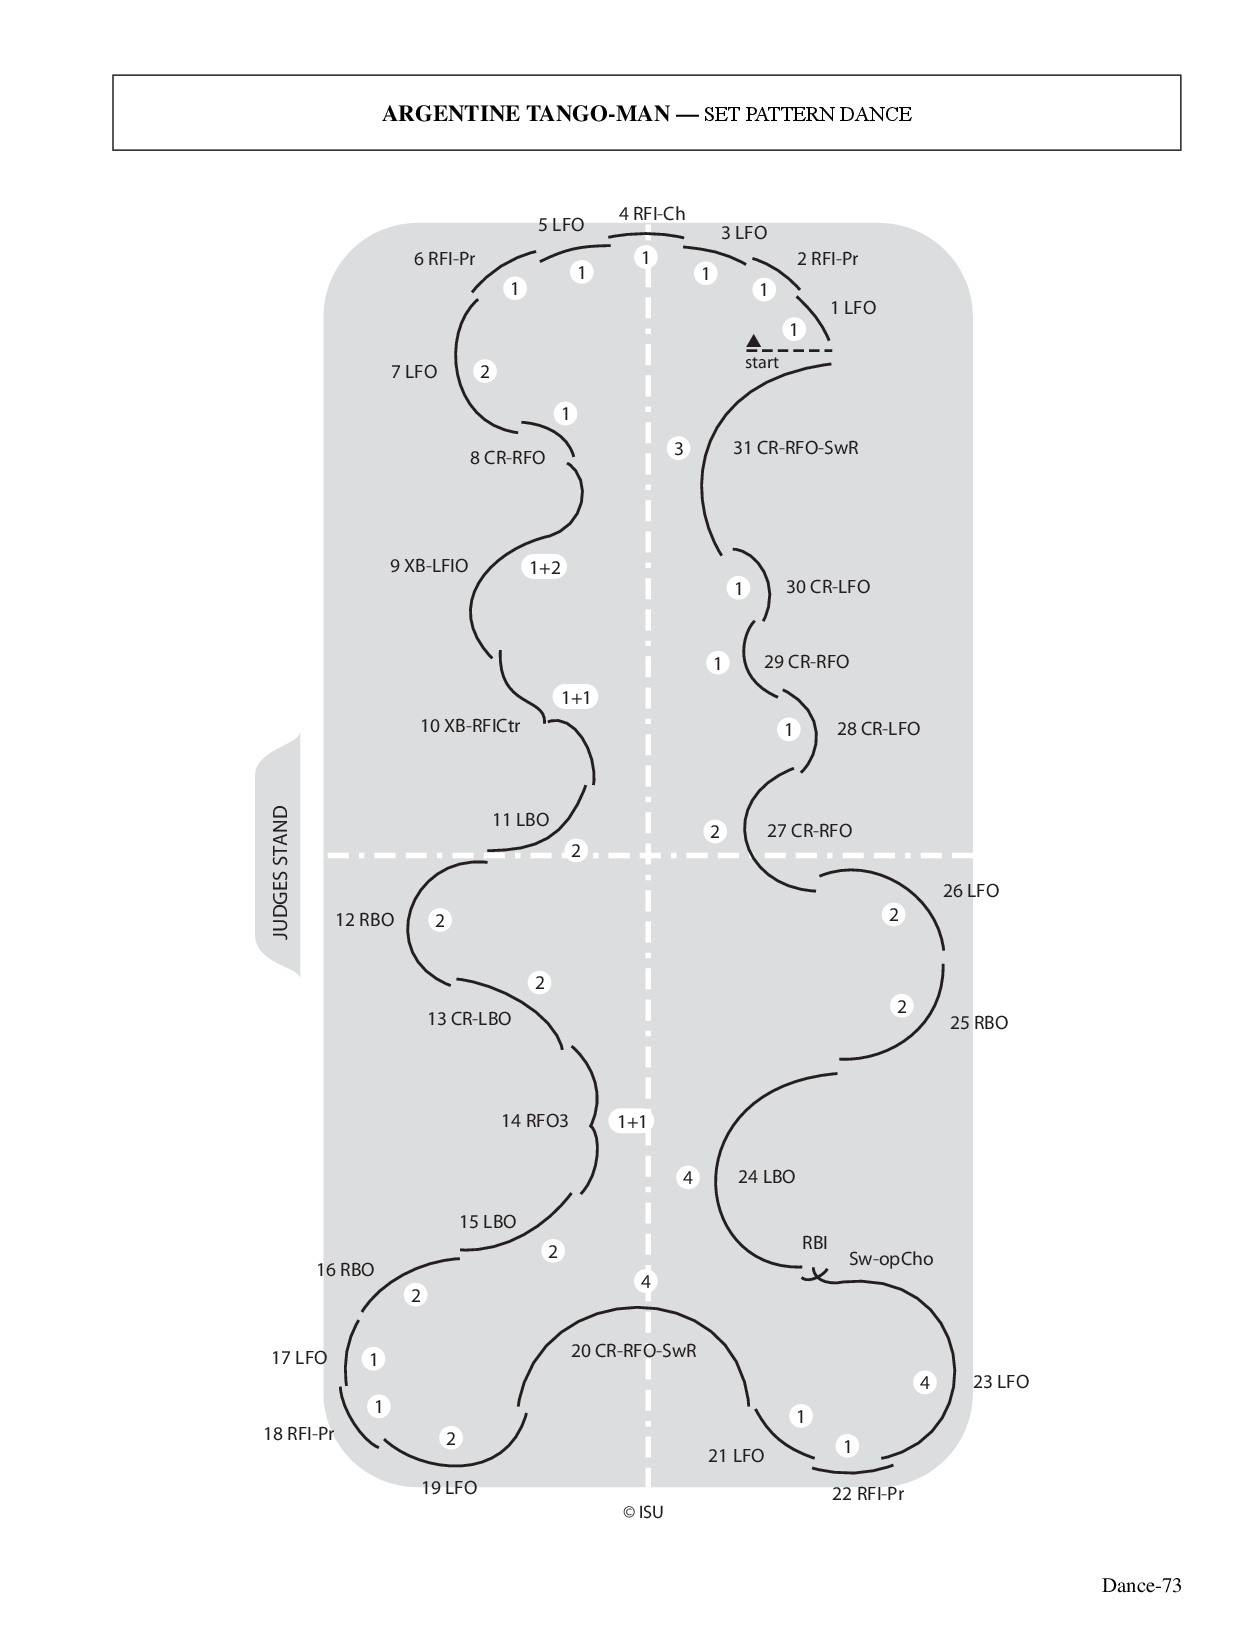 ARGENTINE TANGO-MAN — SET PATTERN DANCE
4 RFI-Ch
5 LFO
3 LFO
6 RFI-Pr
2 RFI-Pr
1
1
1
1
1
1 LFO
1
start
7 LFO
2
1
8 CR-RFO
3
31 CR-RFO-SwR
9 XB-LFIO
1+2
1
30 CR-LFO
1
29 CR-RFO
1+1
10 XB-RFICtr
1
28 CR-LFO
11 LBO
2
2
27 CR-RFO
JUDGES STAND
26 LFO
12 RBO
2
2
2
13 CR-LBO
2
25 RBO
14 RFO3
1+1
4
24 LBO
15 LBO
2
RBI
Sw-opCho
16 RBO
2
4
20 CR-RFO-SwR
17 LFO
1
4
23 LFO
1
18 RFI-Pr
2
1
1
21 LFO
19 LFO
22 RFI-Pr
© ISU
Dance-73